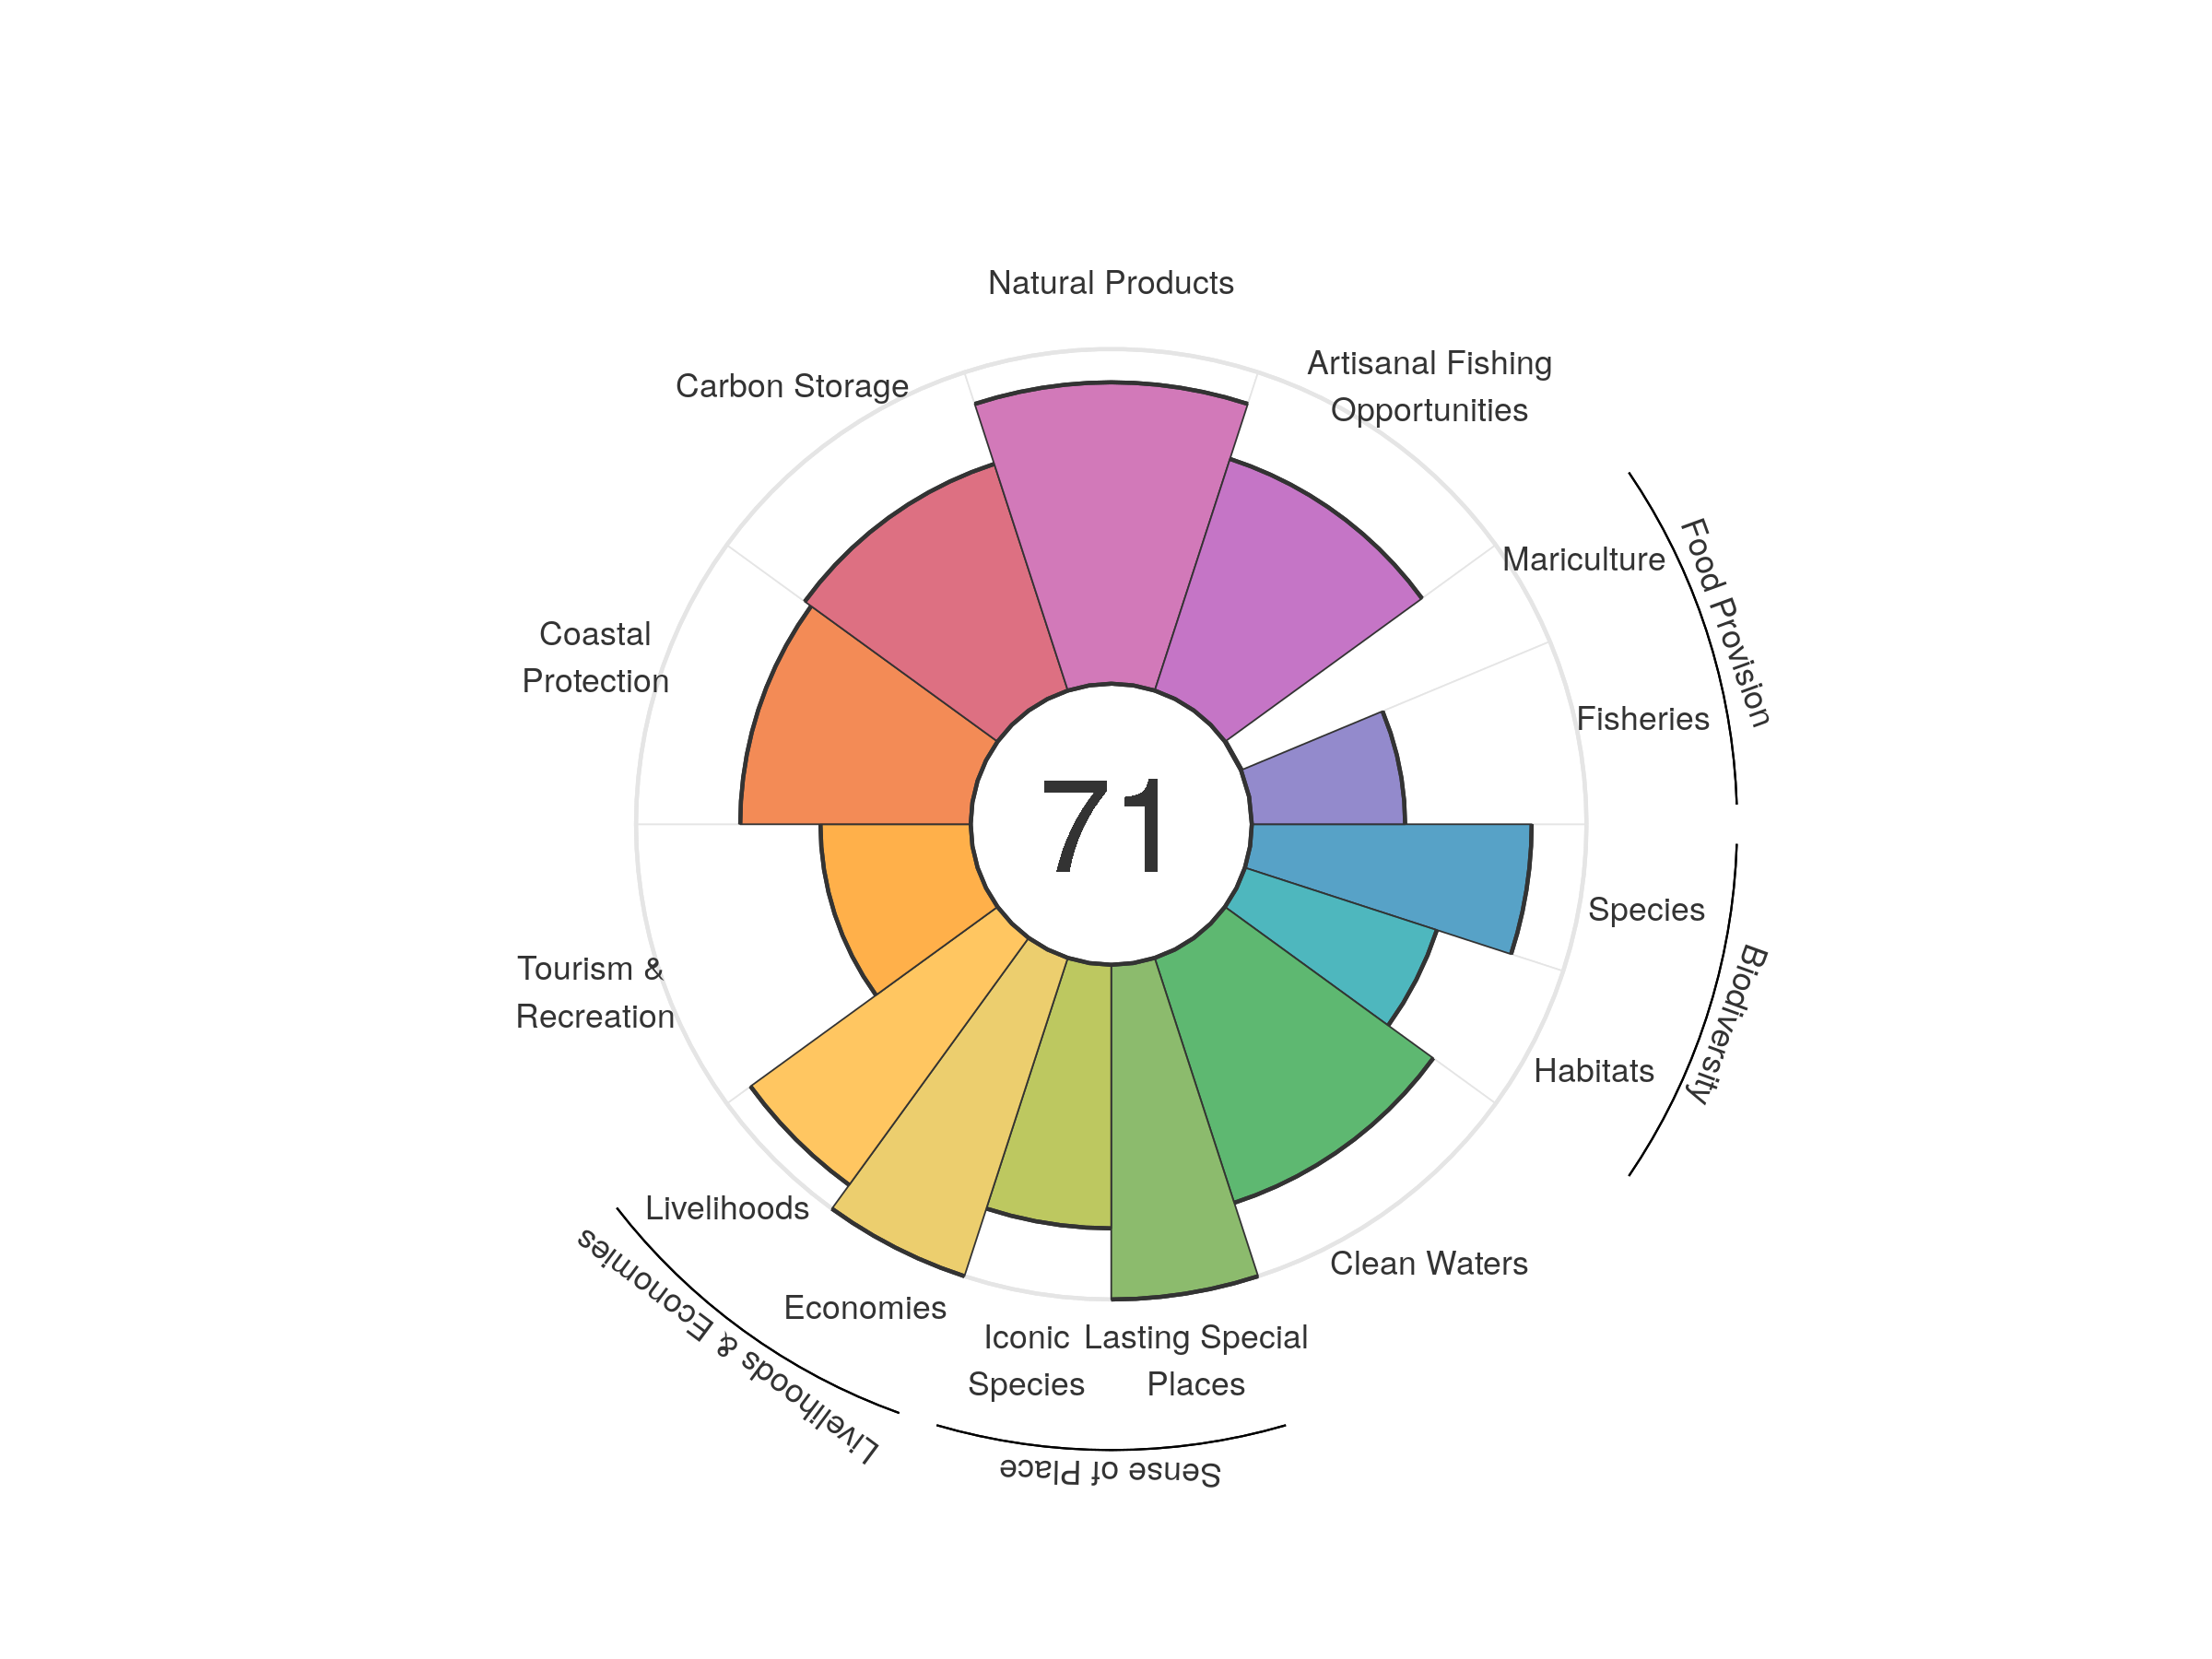 Natural Products
Artisanal Fishing
Opportunities
Carbon Storage
Mariculture
Food Provision
Coastal
Protection
Fisheries
71
Species
Biodiversity
Tourism &
Recreation
Habitats
Livelihoods
Clean Waters
Livelihoods & Economies
Economies
Iconic
Species
Lasting Special
Places
Sense of Place